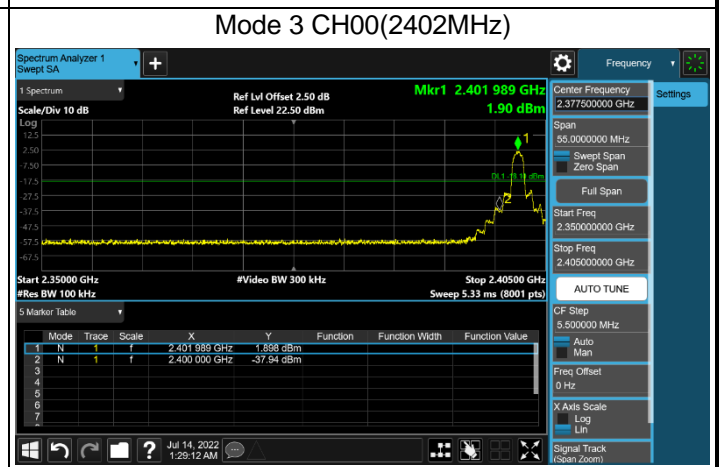 Mode 3 CH00(2402MHz)
Spectrum Analyzer 1
Swept SA
+
Frequency
Settings
1 Spectrum
Scale/Div 10 dB
Ref Lvl Offset 2.50 dB
Ref Level 22.50 dBm
Mkr1 2.401 989 GHz
1.90 dBm
Log
12.5
2.50
-7.50
-17.5
-27.5
-37.5
-47.5
-57.5
-67.5
1
2
Start 2.35000 GHz
#Video BW 300 kHz
Stop 2.40500 GHz
#Res BW 100 kHz
Sweep 5.33 ms (8001 pts)
5 Marker Table
Mode Trace Scale X Y Function Function Width Function Value
1 N 1 f 2.401 989 GHz 1.898 dBm
2 N 1 f 2.400 000 GHz -37.94 dBm
3
4
5
6
7
Center Frequency
2.377500000 GHz
Span
55.0000000 MHz
Swept Span
Zero Span
Full Span
Start Freq
2.350000000 GHz
Stop Freq
2.405000000 GHz
AUTO TUNE
CF Step
5.500000 MHz
Auto
Man
Freq Offset
0 Hz
X Axis Scale
Log
Lin
Signal Track
(Span Zoom)
?
Jul 14, 2022
1:29:12 AM